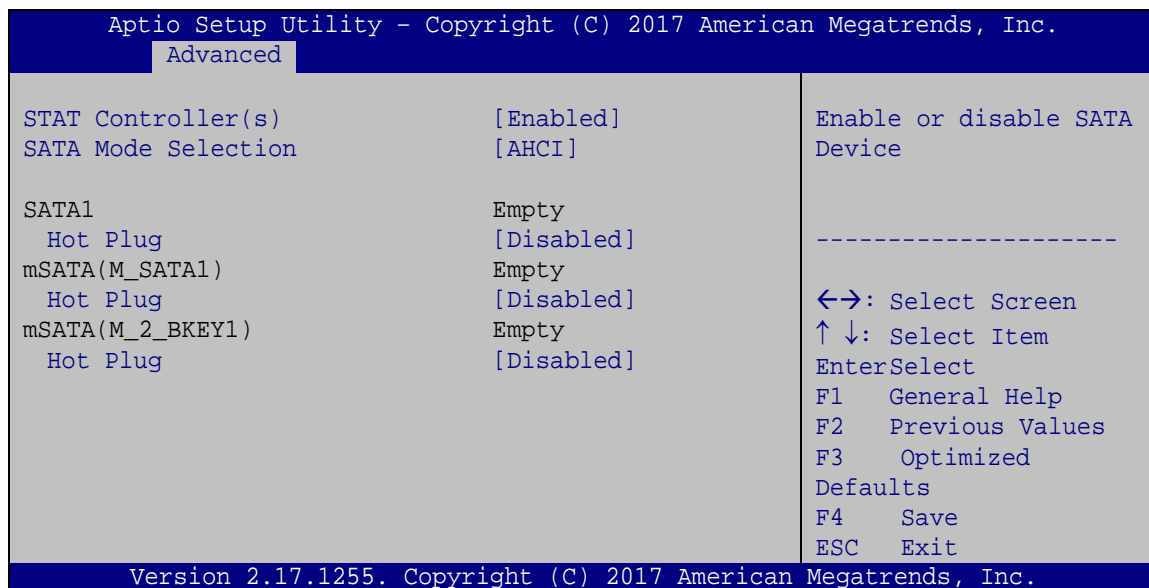 Aptio Setup Utility – Copyright (C) 2017 American Megatrends, Inc.
Advanced
STAT Controller(s) [Enabled]
SATA Mode Selection [AHCI]
SATA1 Empty
Hot Plug [Disabled]
mSATA(M_SATA1) Empty
Hot Plug [Disabled]
mSATA(M_2_BKEY1) Empty
Hot Plug [Disabled]
Enable or disable SATA
Device
---------------------
←→: Select Screen
↑ ↓: Select Item
EnterSelect
F1 General Help
F2 Previous Values
F3 Optimized
Defaults
F4 Save
ESC Exit
Version 2.17.1255. Copyright (C) 2017 American Megatrends, Inc.